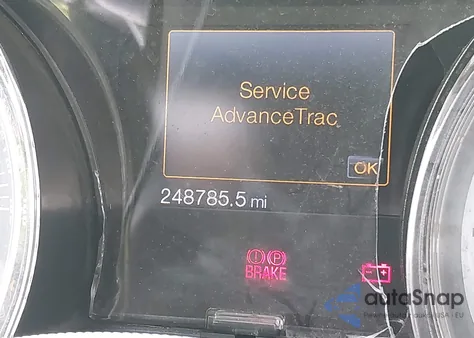 Service
AdvanceTrac
OK
248785.5 mi
BRAKE
autoSnap